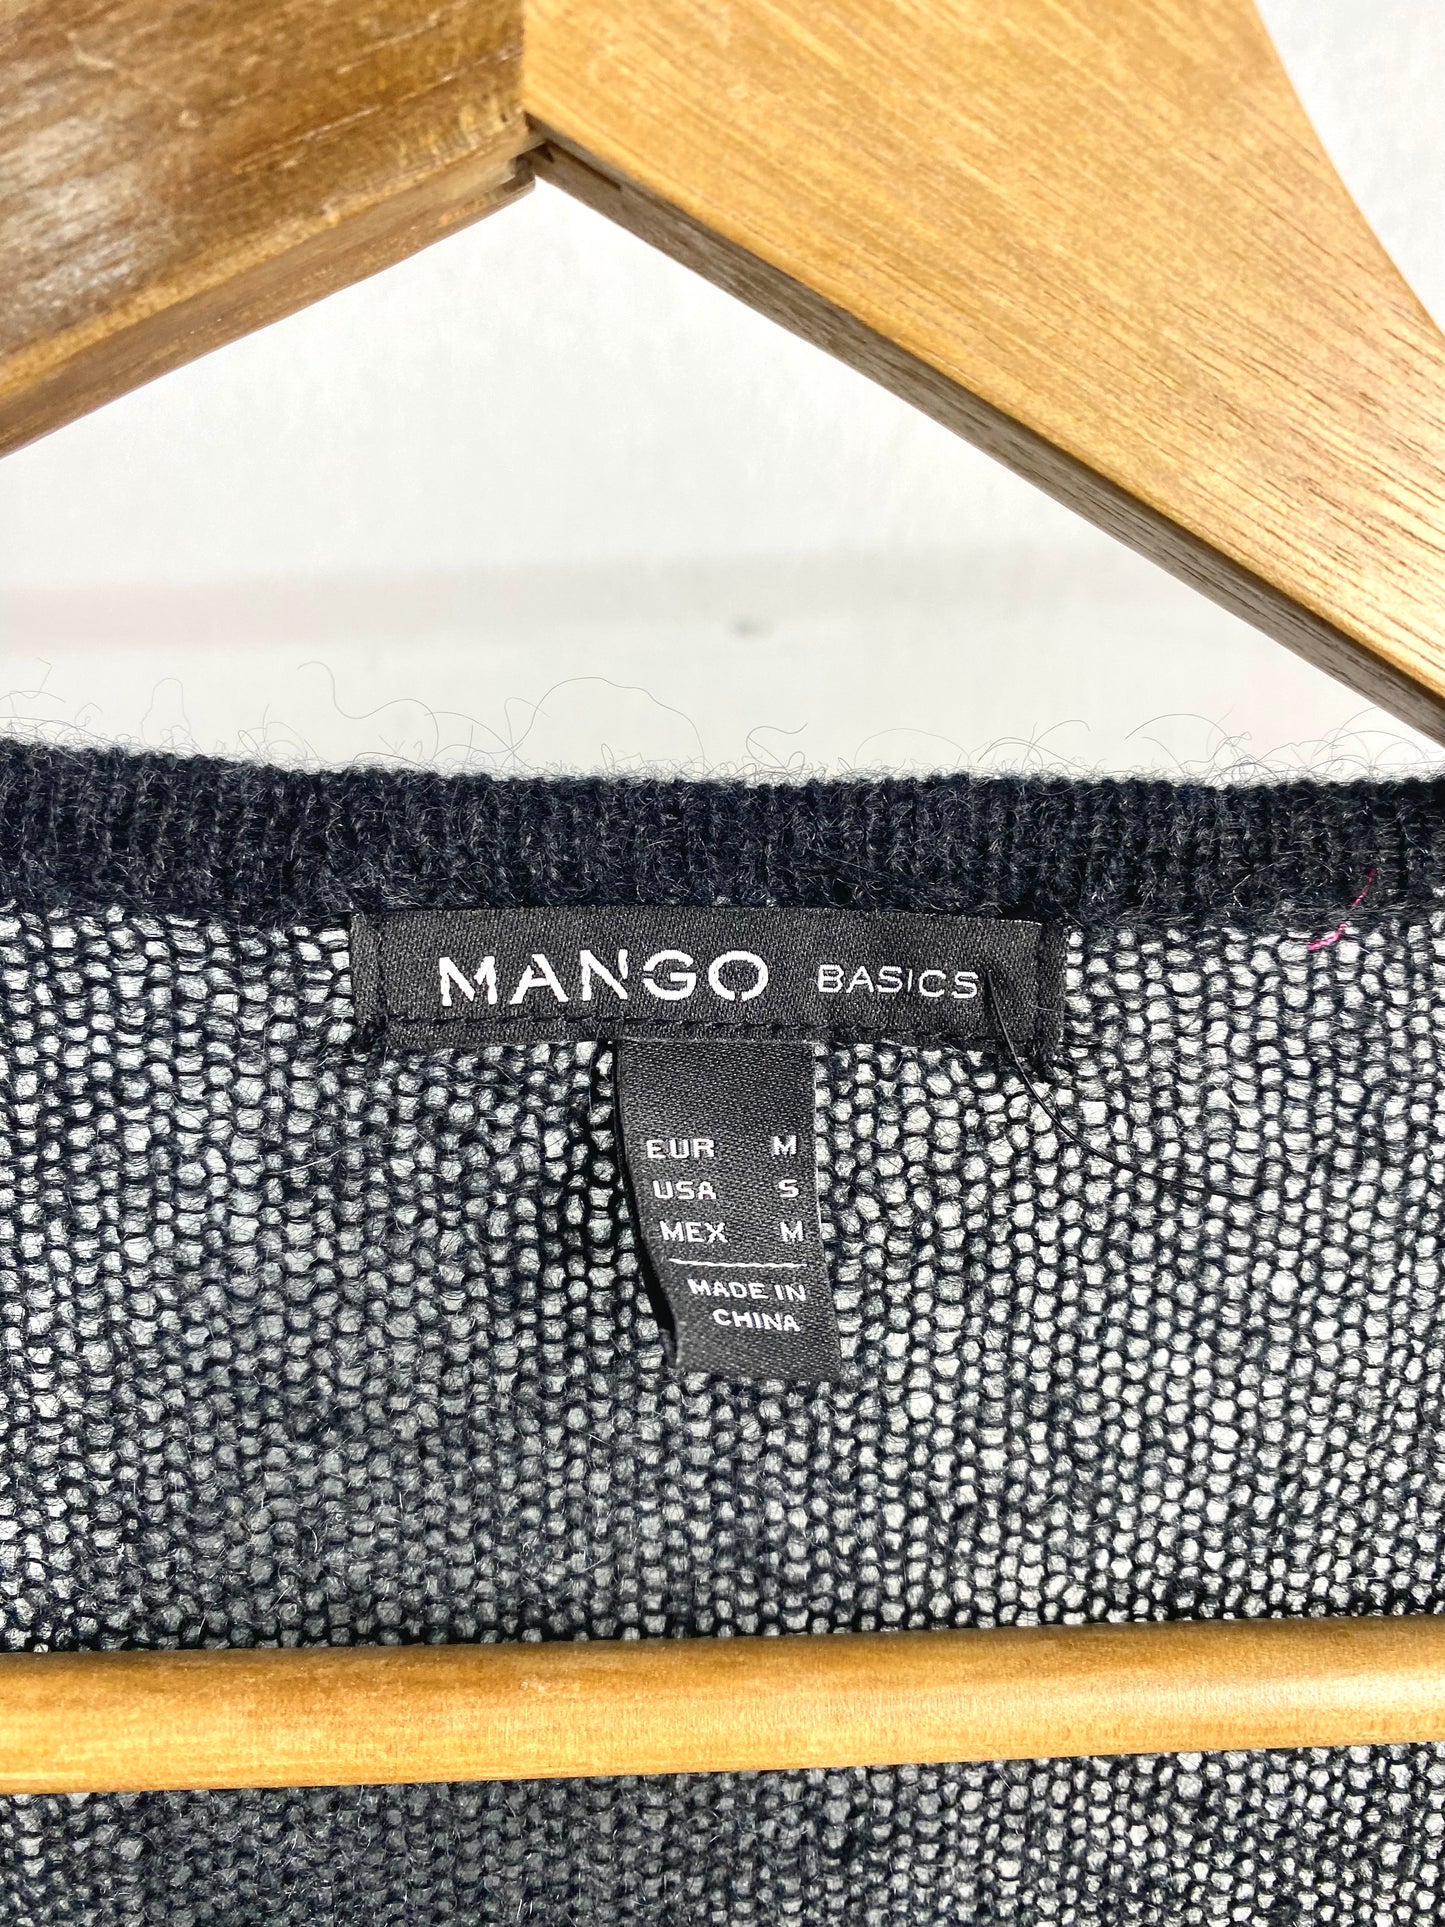 MANGO BASICS
EUR M
USA S
MEX M
MADE IN
CHINA